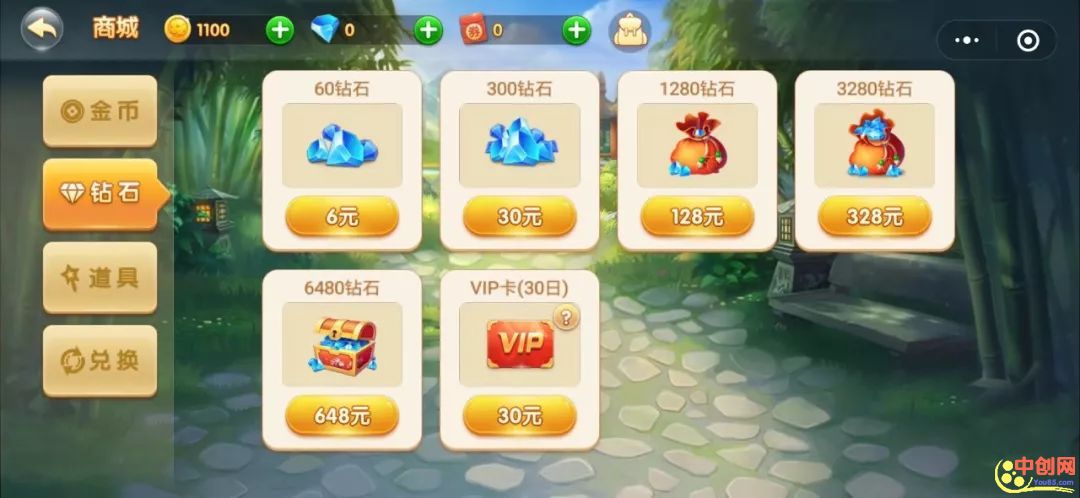 商城
1100
0
券
0
金币
钻石
道具
兑换
60钻石
300钻石
1280钻石
3280钻石
6元
30元
128元
328元
6480钻石
VIP卡(30日)
?
VIP
648元
30元
中创网
You85.com